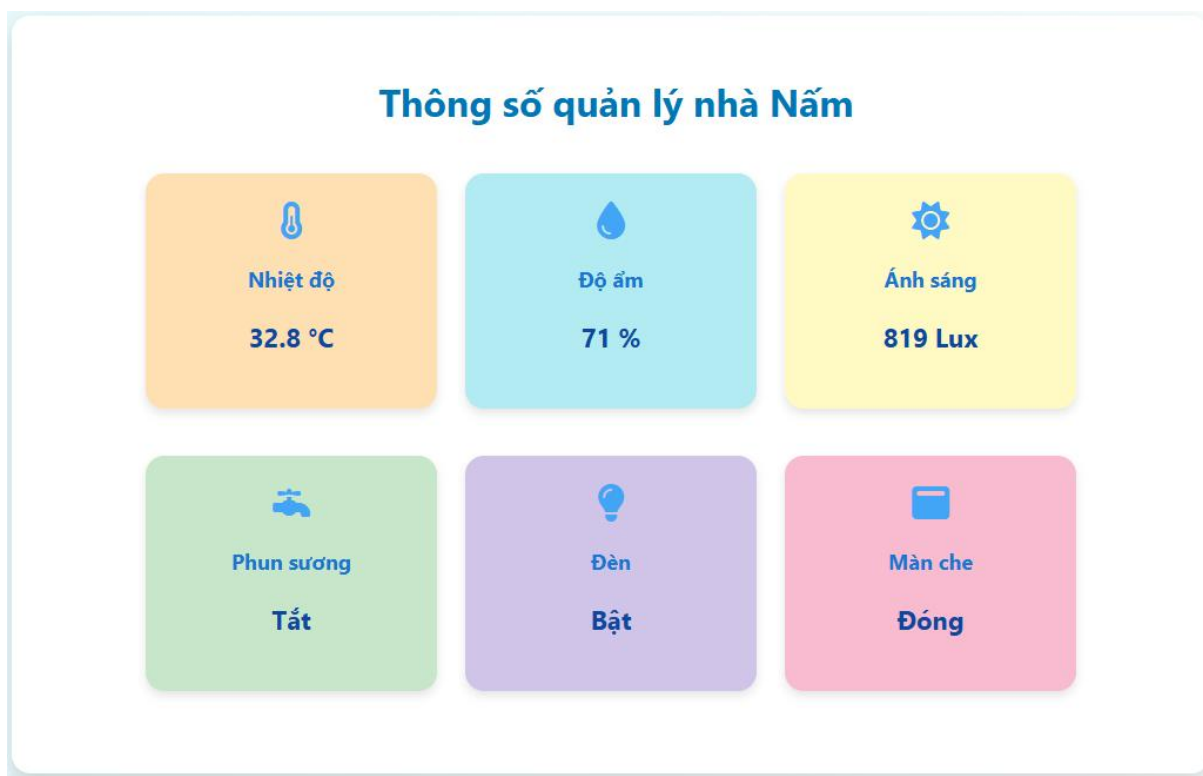 Thông số quản lý nhà Nấm
Nhiệt độ
32.8 °C
Độ ẩm
71 %
Ánh sáng
819 Lux
Phun sương
Tắt
Đèn
Bật
Màn che
Đóng